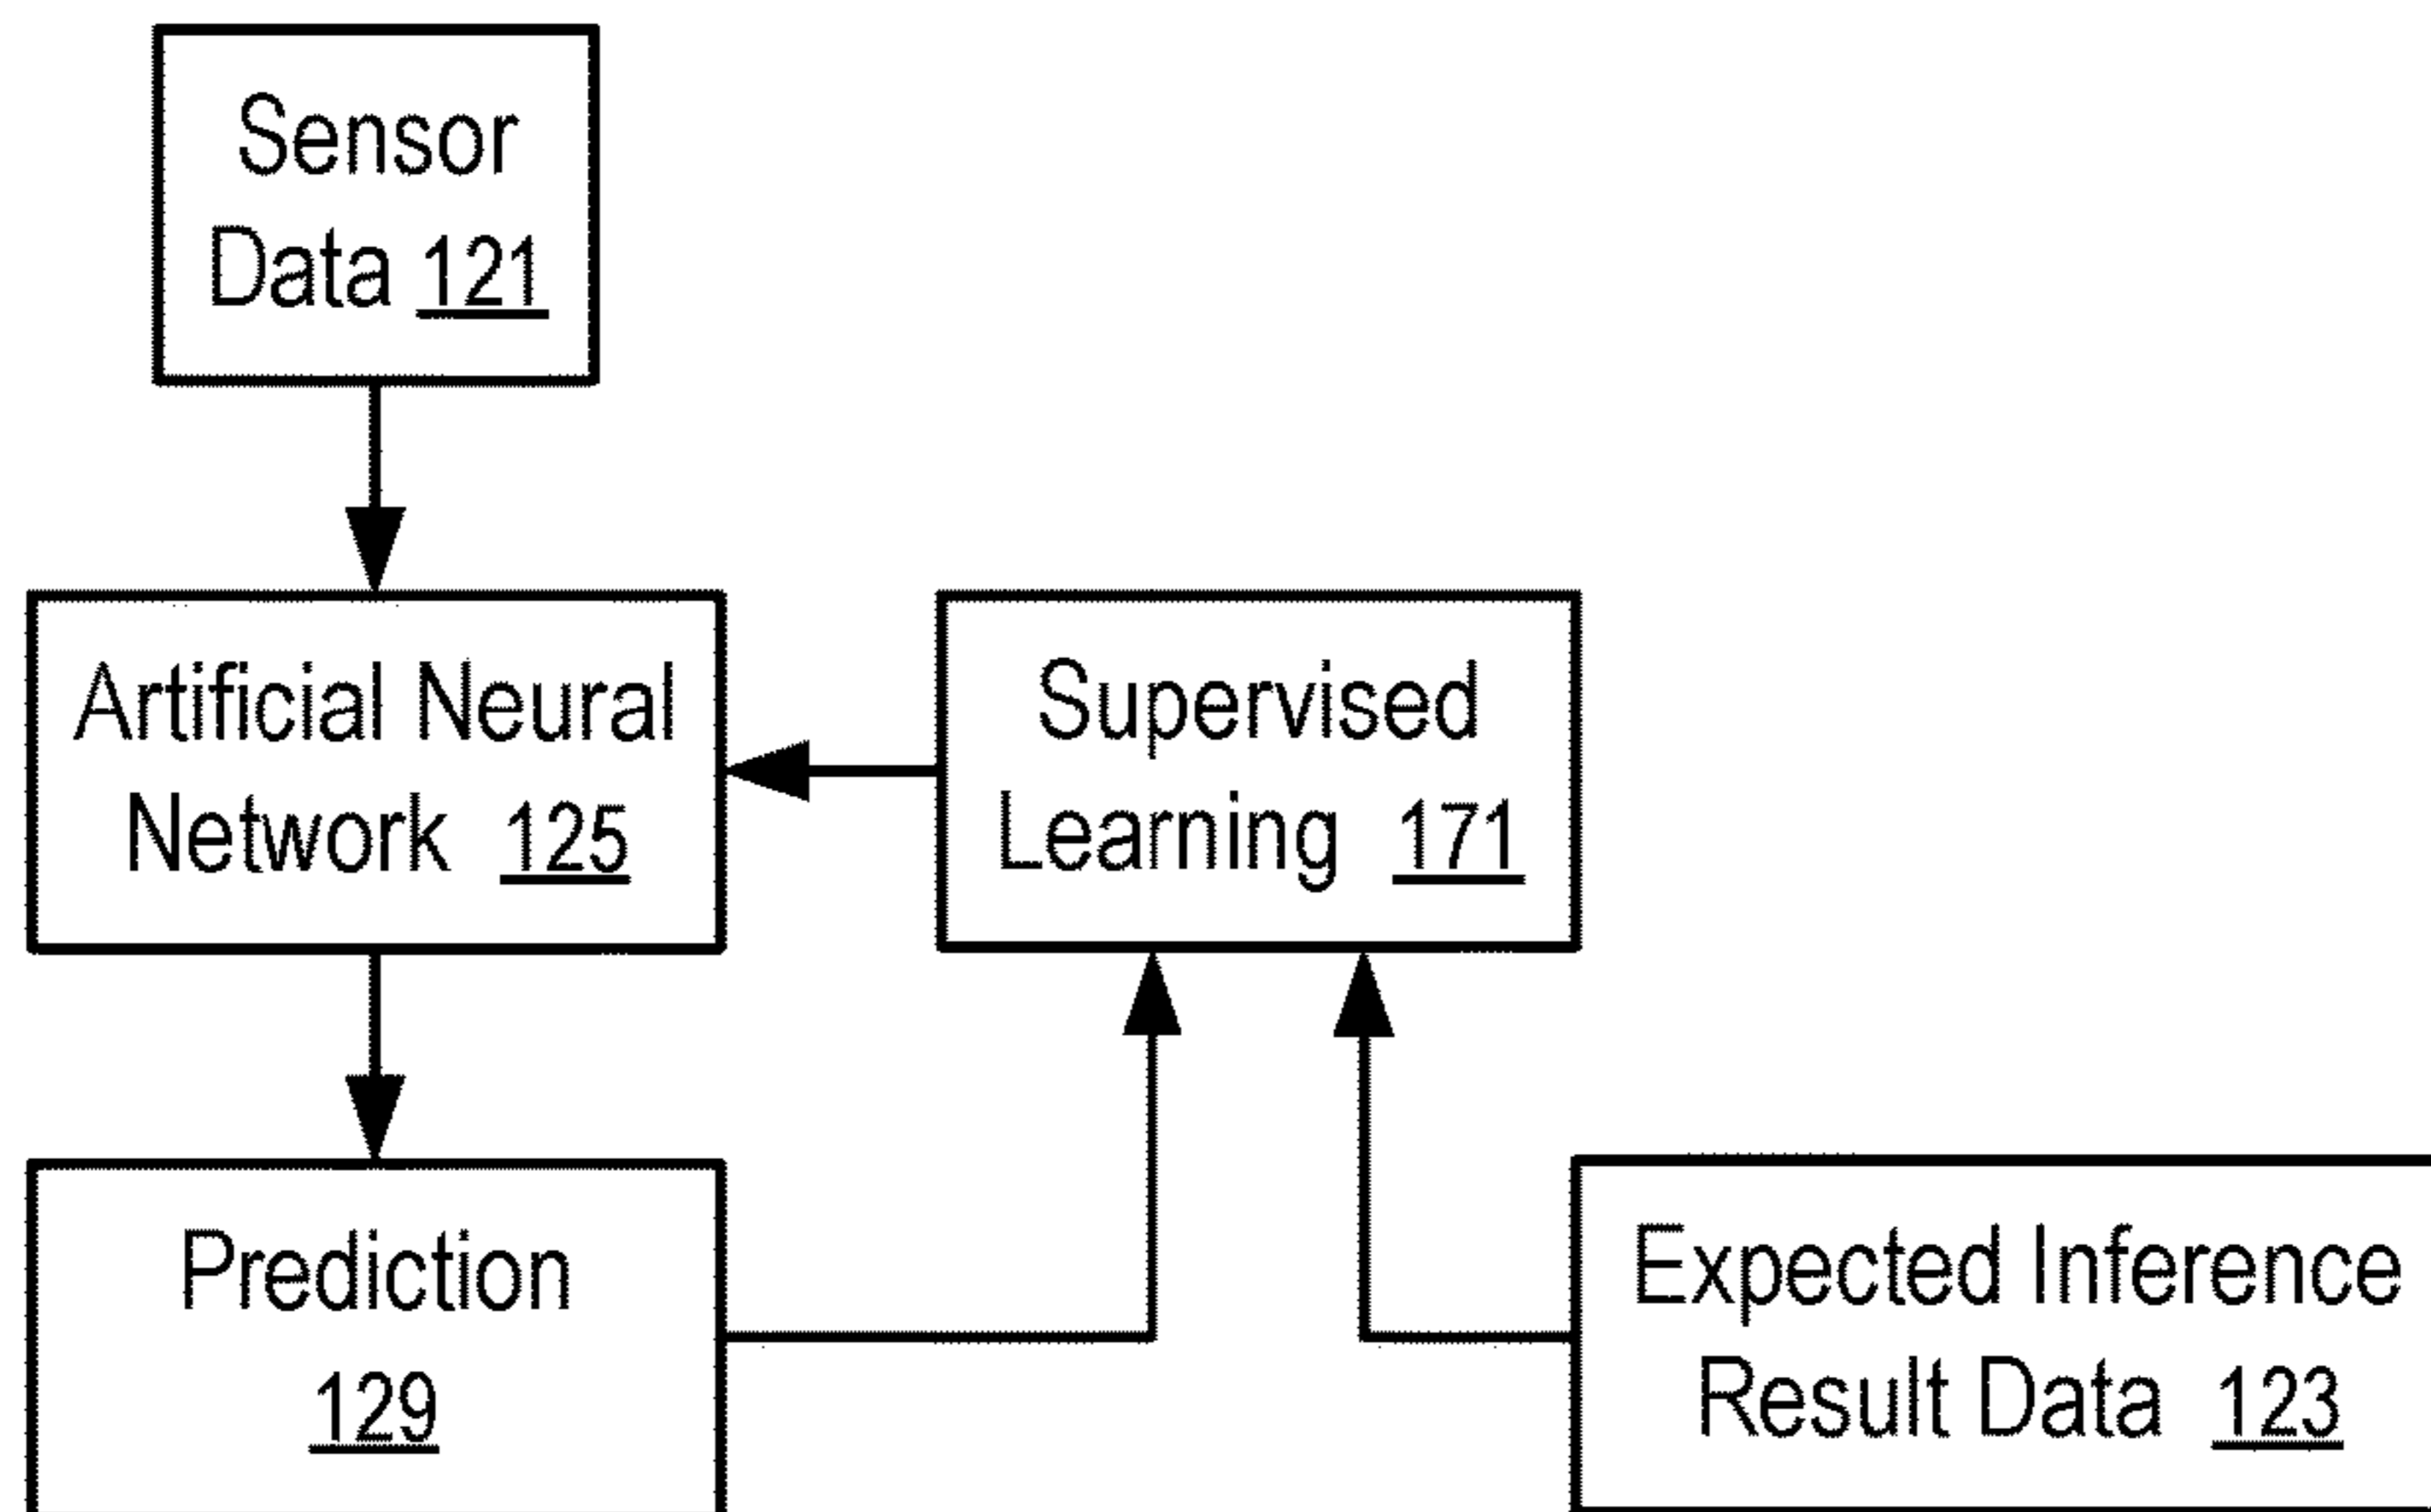 Sensor
Data 121
Artificial Neural
Network 125
Supervised
Learning 171
Prediction
129
Expected Inference
Result Data 123